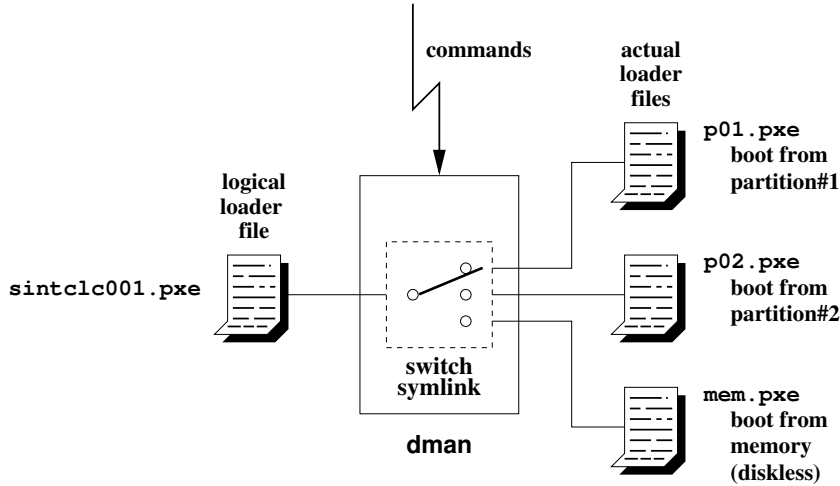 commands
actual
loader
files
p01.pxe
boot from
partition#1
logical
loader
file
sintclc001.pxe
p02.pxe
boot from
partition#2
switch
symlink
dman
mem.pxe
boot from
memory
(diskless)